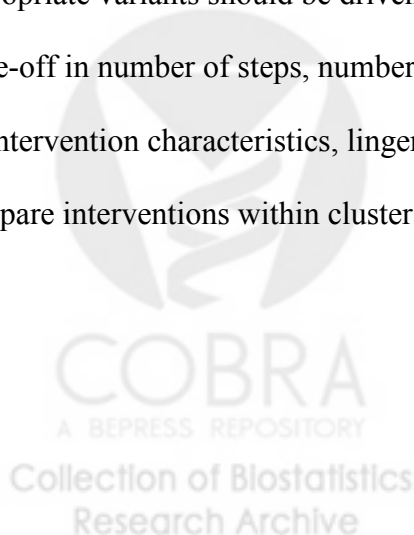 opriate variants should be driven
e-off in number of steps, number
ntervention characteristics, linger
pare interventions within cluster
COBRA
A BEPRESS REPOSITORY
Collection of Biostatistics
Research Archive